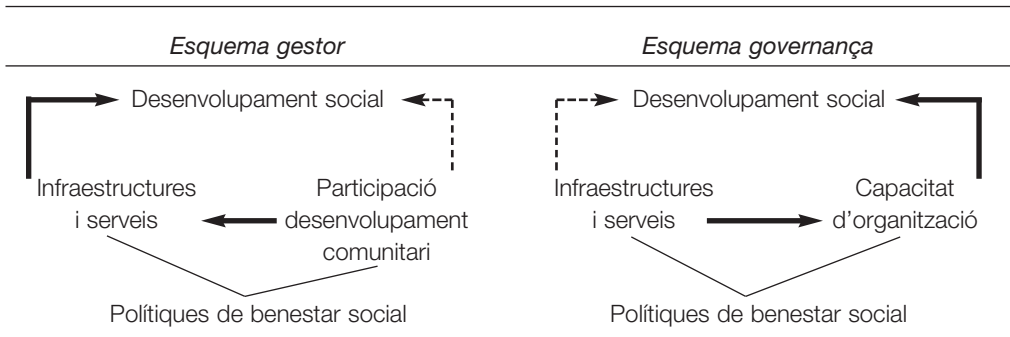 Esquema gestor
Esquema governança
Desenvolupament social
Desenvolupament social
Infraestructures
i serveis
Participació
desenvolupament
comunitari
Infraestructures
i serveis
Capacitat
d'organització
Polítiques de benestar social
Polítiques de benestar social